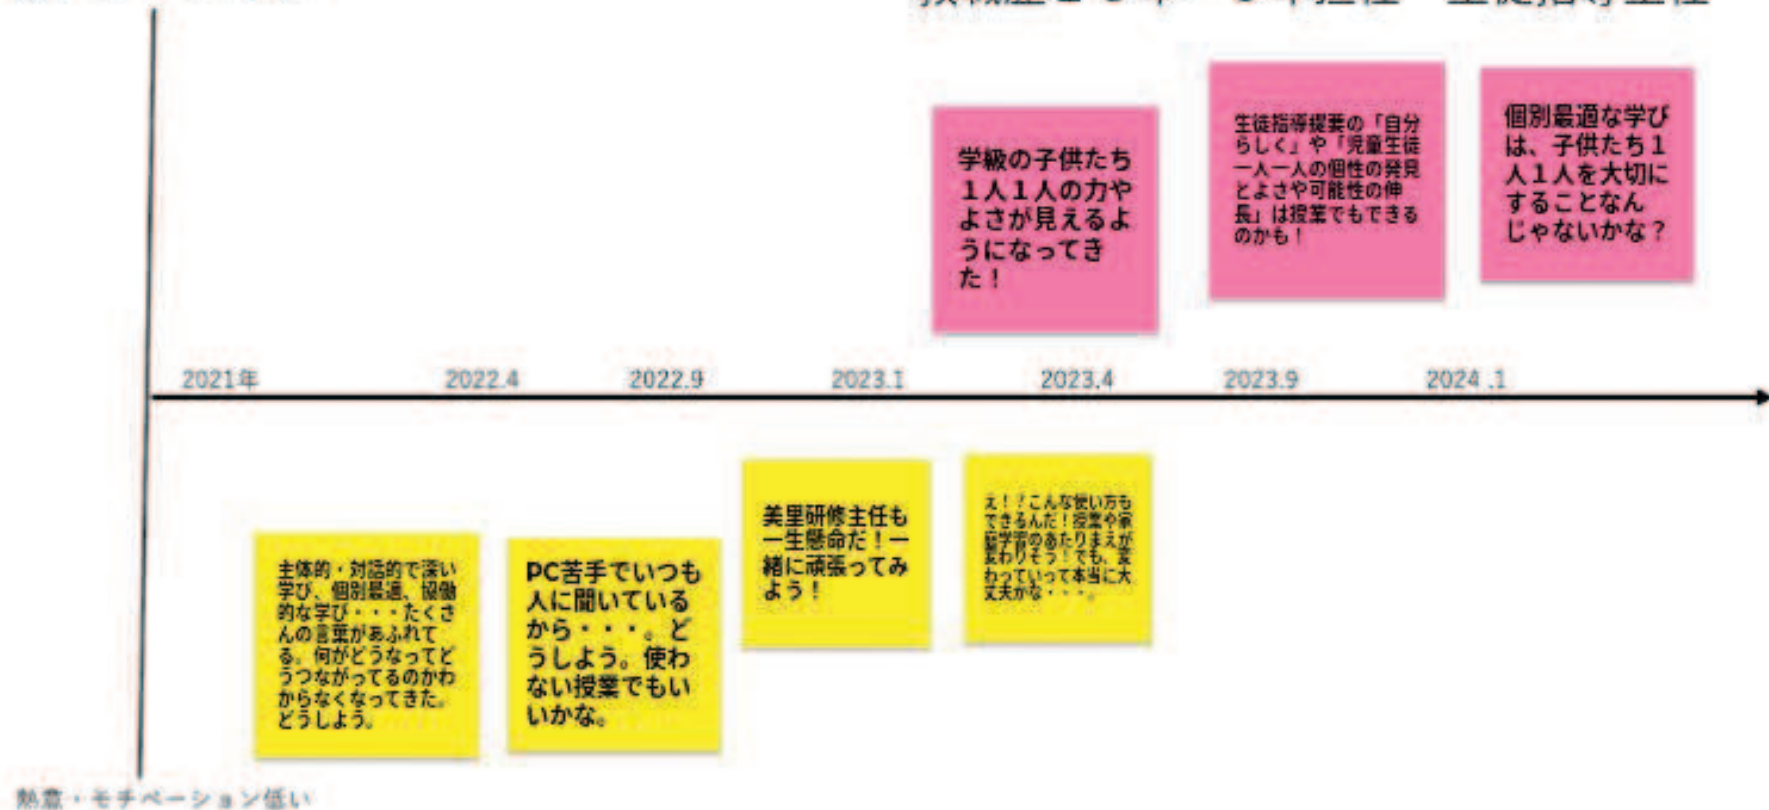 学級の子供たち
１人１人の力や
よさが見えるよ
うになってき
た！
生徒指導提要の「自分
らしく」や「児童生徒
一人一人の個性の発見
とよさや可能性の伸
長」は授業でもできる
のかも！
個別最適な学び
は、子供たち１
人１人を大切に
することなん
じゃないかな？
2021年
2022.4
2022.9
2023.1
2023.4
2023.9
2024 .1
主体的・対話的で深い
学び、個別最適、協働
的な学び・・・たくさ
んの言葉があふれて
る。何がどうなってど
うつながってるのかわ
からなくなってきた。
どうしよう。
PC苦手でいつも
人に聞いている
から・・・。ど
うしよう。使わ
ない授業でもい
いかな。
美里研修主任も
一生懸命だ！一
緒に頑張ってみ
よう！
え！？こんな使い方も
できるんだ！授業や家
庭学習のあたりまえが
変わりそう！でも、変
わっていって本当に大
丈夫かな・・・。
熱意・モチベーション低い